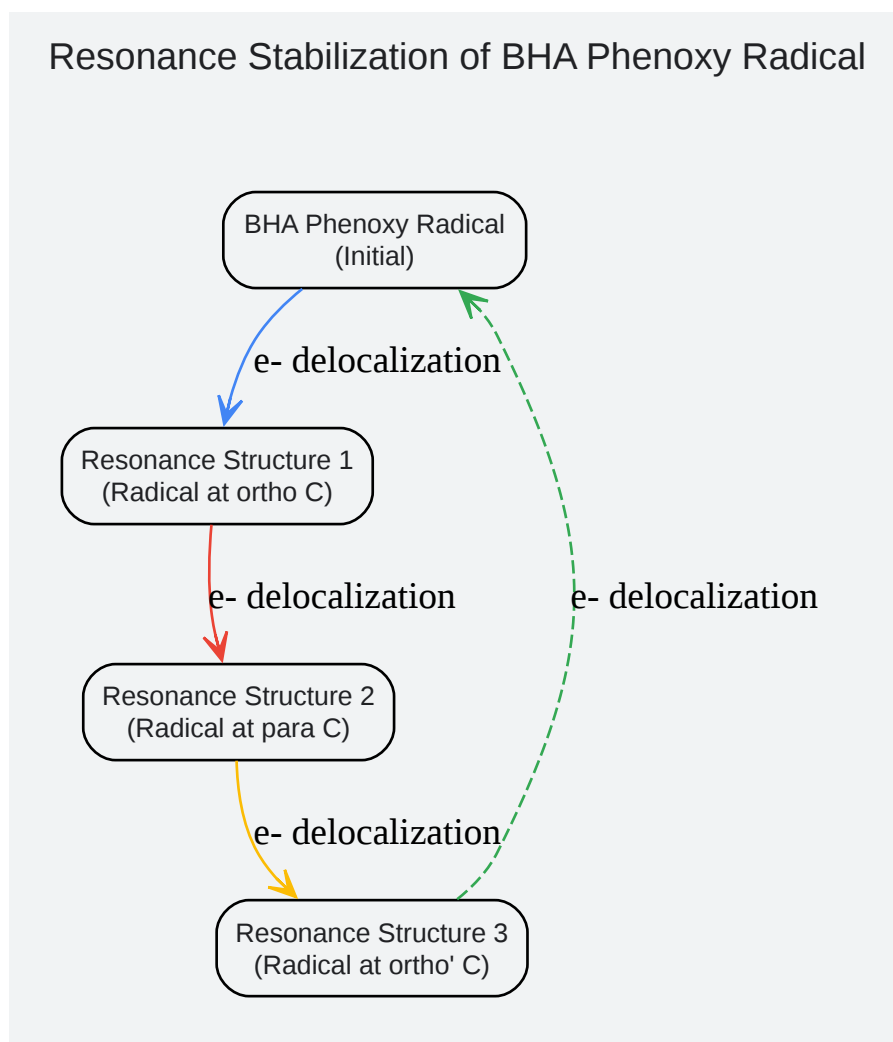 Resonance Stabilization of BHA Phenoxy Radical
BHA Phenoxy Radical
(Initial)
e- delocalization
Resonance Structure 1
(Radical at ortho C)
e- delocalization
e- delocalization
Resonance Structure 2
(Radical at para C)
e- delocalization
Resonance Structure 3
(Radical at ortho' C)